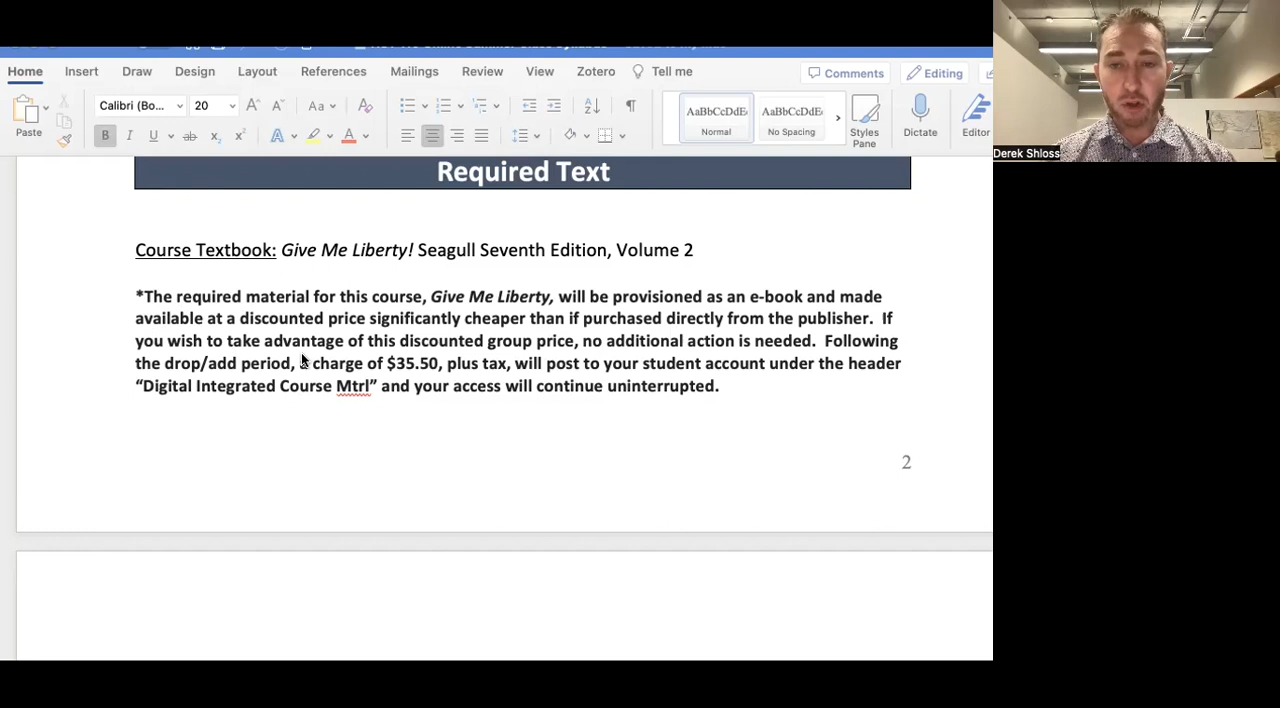 Home Insert Draw Design Layout References Mailings Review View Zotero Tell me Comments Editing
Calibri (Bo... 20 Aa AaBbCcDdE AaBbCcDdE
Paste B I U ab X₂ X² A A Normal No Spacing Styles Pane Dictate Editor
Required Text
Course Textbook: Give Me Liberty! Seagull Seventh Edition, Volume 2
*The required material for this course, Give Me Liberty, will be provisioned as an e-book and made
available at a discounted price significantly cheaper than if purchased directly from the publisher. If
you wish to take advantage of this discounted group price, no additional action is needed. Following
the drop/add period, a charge of $35.50, plus tax, will post to your student account under the header
“Digital Integrated Course Mtrl” and your access will continue uninterrupted.
2
Derek Shloss